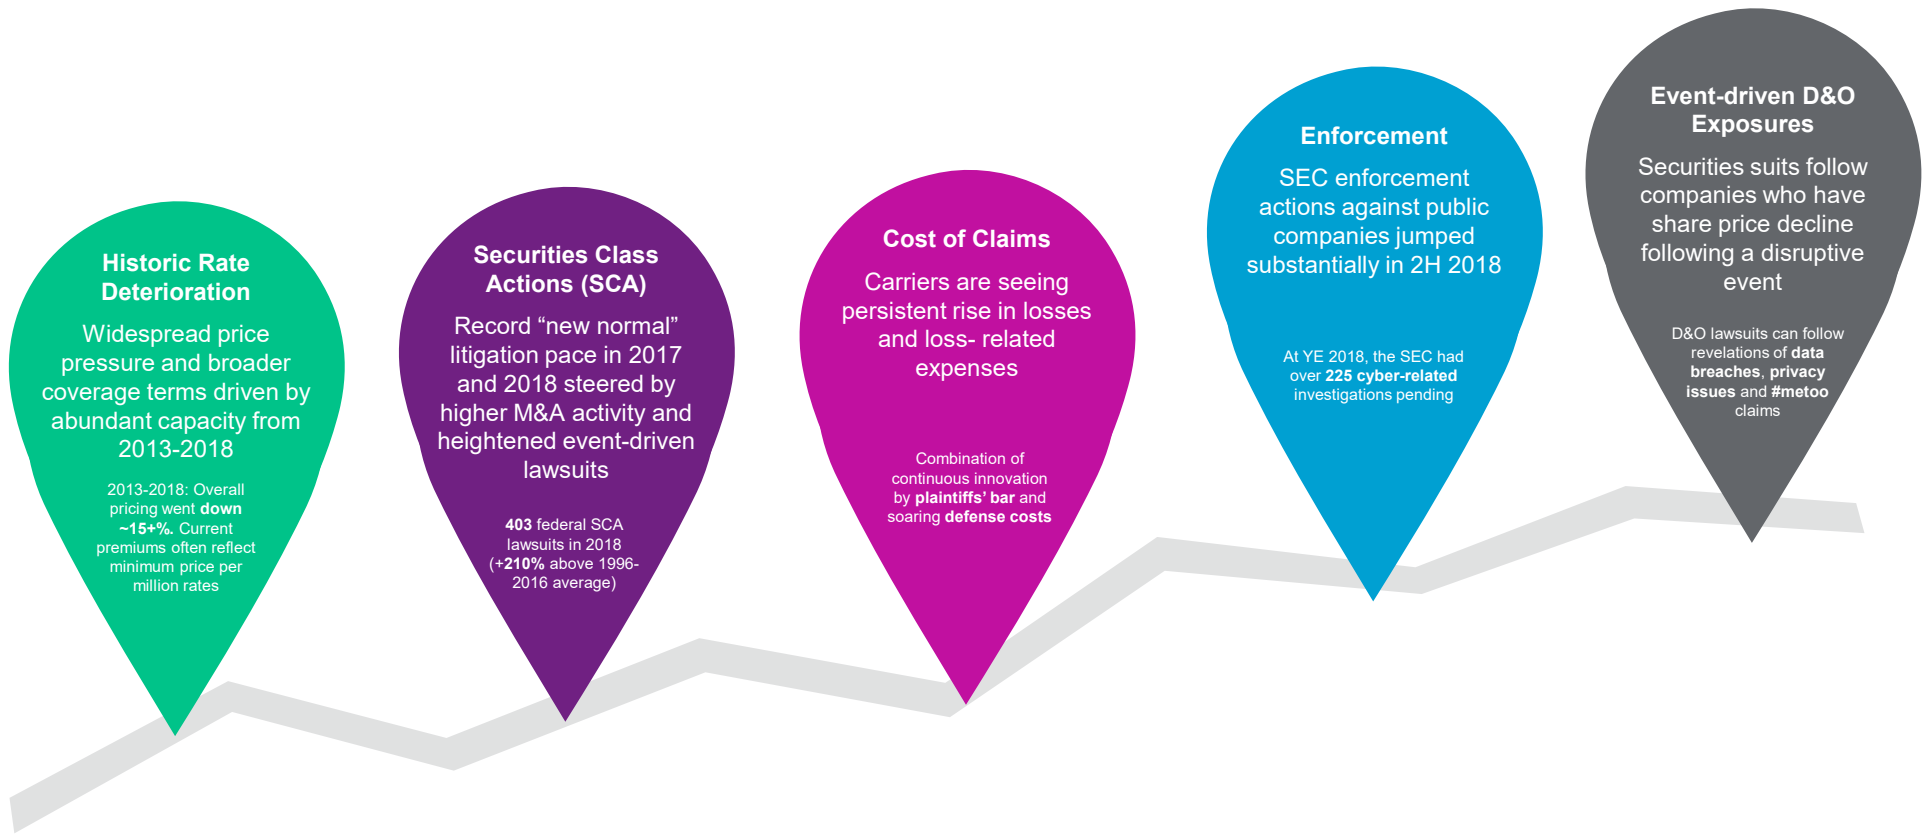 Historic Rate
Deterioration
Widespread price
pressure and broader
coverage terms driven by
abundant capacity from
2013-2018
2013-2018: Overall
pricing went down
~15+%. Current
premiums often reflect
minimum price per
million rates
Securities Class
Actions (SCA)
Record “new normal”
litigation pace in 2017
and 2018 steered by
higher M&A activity and
heightened event-driven
lawsuits
403 federal SCA
lawsuits in 2018
(+210% above 1996-
2016 average)
Cost of Claims
Carriers are seeing
persistent rise in losses
and loss- related
expenses
Combination of
continuous innovation
by plaintiffs’ bar and
soaring defense costs
Enforcement
SEC enforcement
actions against public
companies jumped
substantially in 2H 2018
At YE 2018, the SEC had
over 225 cyber-related
investigations pending
Event-driven D&O
Exposures
Securities suits follow
companies who have
share price decline
following a disruptive
event
D&O lawsuits can follow
revelations of data
breaches, privacy
issues and #metoo
claims